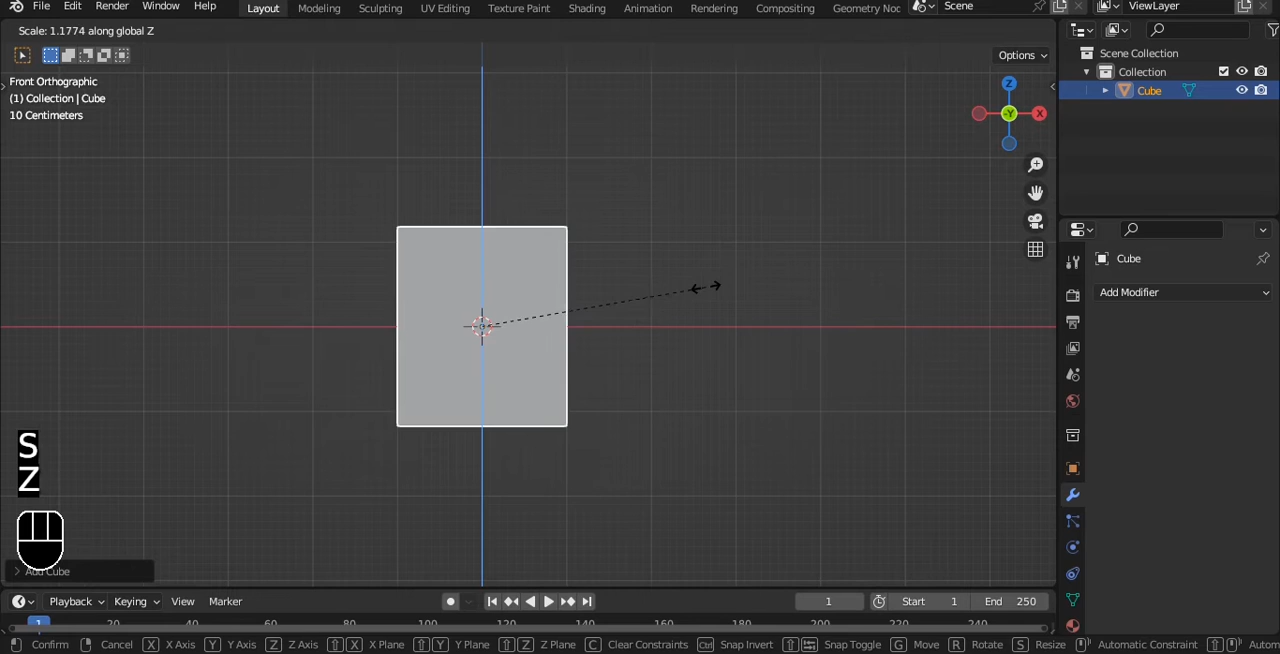 File Edit Render Window Help Layout Modeling Sculpting UV Editing Texture Paint Shading Animation Rendering Compositing Geometry Noc Scene ViewLayer
Scale: 1.1774 along global Z
Options
Front Orthographic
(1) Collection | Cube
10 Centimeters
Z
-Y
X
Scene Collection
Collection
Cube
Cube
Add Modifier
S
Z
Add Cube
Playback Keying View Marker 1 Start 1 End 250
1 20 40 60 80 100 120 140 160 180 200 220 240
Confirm Cancel X X Axis Y Y Axis Z Z Axis X X Plane Y Y Plane Z Z Plane C Clear Constraints Ctrl Snap Invert Snap Toggle G Move R Rotate S Resize Automatic Constraint Autom